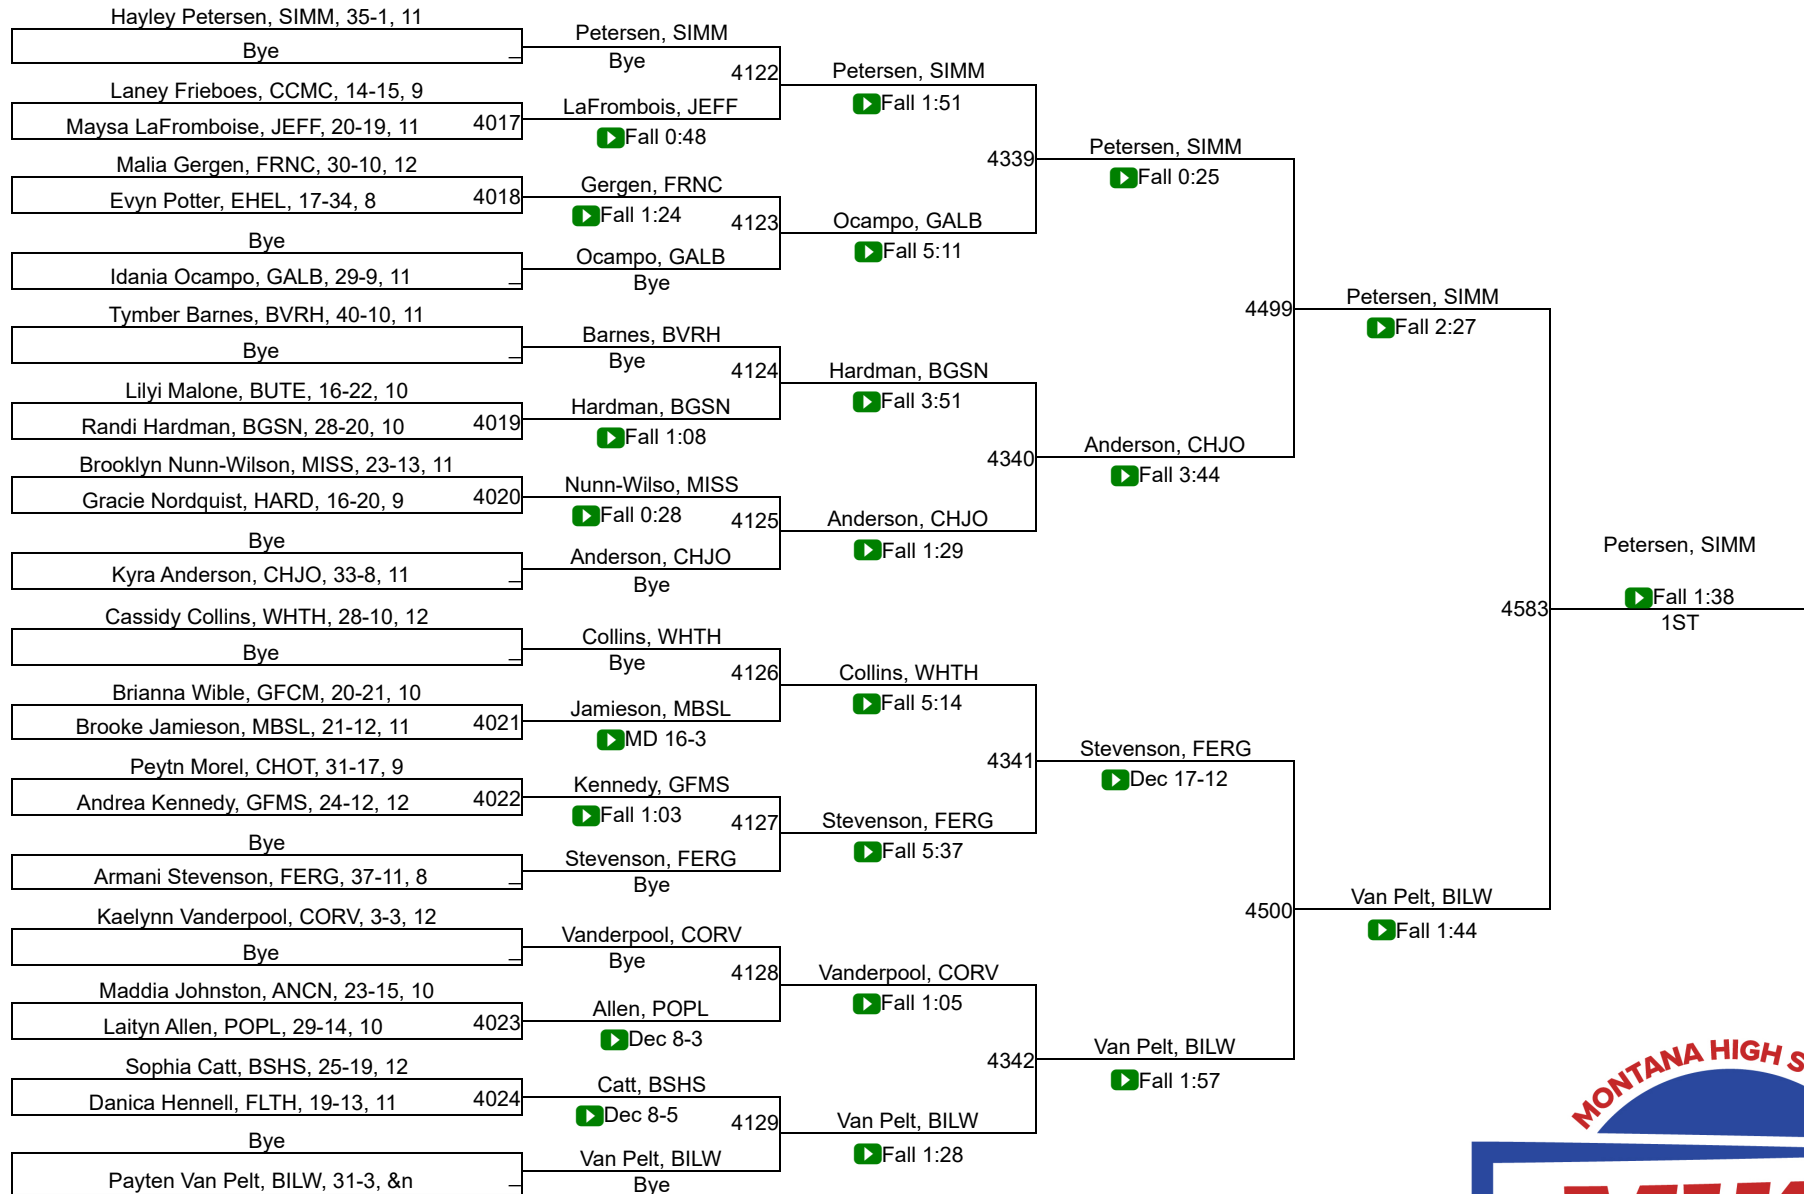 Hayley Petersen, SIMM, 35-1, 11
Bye
Laney Frieboes, CCMC, 14-15, 9
Maysa LaFromboise, JEFF, 20-19, 11
4017
Malia Gergen, FRNC, 30-10, 12
Evyn Potter, EHEL, 17-34, 8
4018
Bye
Idania Ocampo, GALB, 29-9, 11
Tymber Barnes, BVRH, 40-10, 11
Bye
Lilyi Malone, BUTE, 16-22, 10
Randi Hardman, BGSN, 28-20, 10
4019
Brooklyn Nunn-Wilson, MISS, 23-13, 11
Gracie Nordquist, HARD, 16-20, 9
4020
Bye
Kyra Anderson, CHJO, 33-8, 11
Cassidy Collins, WHTH, 28-10, 12
Bye
Brianna Wible, GFCM, 20-21, 10
Brooke Jamieson, MBSL, 21-12, 11
4021
Peytn Morel, CHOT, 31-17, 9
Andrea Kennedy, GFMS, 24-12, 12
4022
Bye
Armani Stevenson, FERG, 37-11, 8
Kaelynn Vanderpool, CORV, 3-3, 12
Bye
Maddia Johnston, ANCN, 23-15, 10
Laityn Allen, POPL, 29-14, 10
4023
Sophia Catt, BSHS, 25-19, 12
Danica Hennell, FLTH, 19-13, 11
4024
Bye
Payten Van Pelt, BILW, 31-3, &n
Petersen, SIMM
Bye
4122
LaFrombois, JEFF
Fall 0:48
Gergen, FRNC
Fall 1:24
4123
Ocampo, GALB
Bye
Barnes, BVRH
Bye
4124
Hardman, BGSN
Fall 1:08
Nunn-Wilso, MISS
Fall 0:28
4125
Anderson, CHJO
Bye
Collins, WHTH
Bye
4126
Jamieson, MBSL
MD 16-3
Kennedy, GFMS
Fall 1:03
4127
Stevenson, FERG
Bye
Vanderpool, CORV
Bye
4128
Allen, POPL
Dec 8-3
Catt, BSHS
Dec 8-5
4129
Van Pelt, BILW
Bye
Petersen, SIMM
Fall 1:51
4339
Ocampo, GALB
Fall 5:11
Hardman, BGSN
Fall 3:51
4340
Anderson, CHJO
Fall 1:29
Collins, WHTH
Fall 5:14
4341
Stevenson, FERG
Fall 5:37
Vanderpool, CORV
Fall 1:05
4342
Van Pelt, BILW
Fall 1:28
Petersen, SIMM
Fall 0:25
4499
Anderson, CHJO
Fall 3:44
Stevenson, FERG
Dec 17-12
4500
Van Pelt, BILW
Fall 1:57
Petersen, SIMM
Fall 2:27
4583
Van Pelt, BILW
Fall 1:44
Petersen, SIMM
Fall 1:38
1ST
MONTANA HIGH S